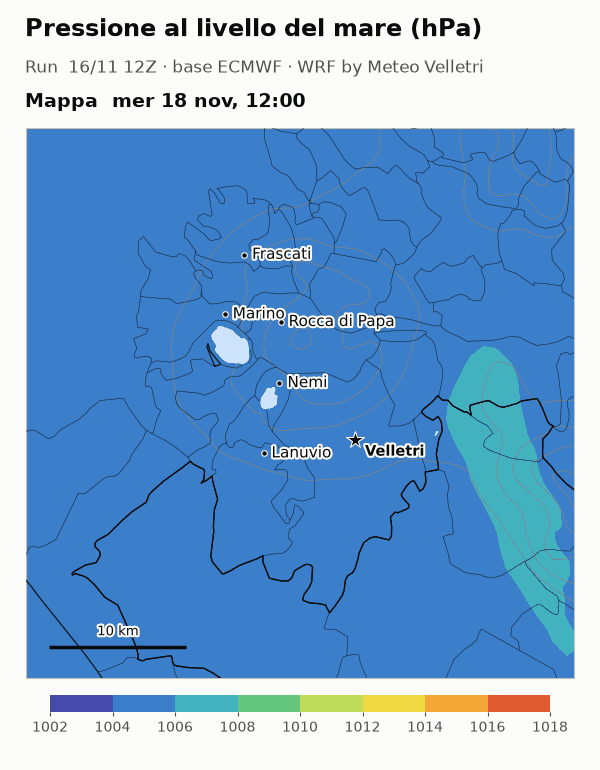 Pressione al livello del mare (hPa)
Run  16/11 12Z · base ECMWF · WRF by Meteo Velletri
Mappa  mer 18 nov, 12:00
Frascati
Marino
Rocca di Papa
Nemi
Velletri
Lanuvio
10 km
1002 1004 1006 1008 1010 1012 1014 1016 1018